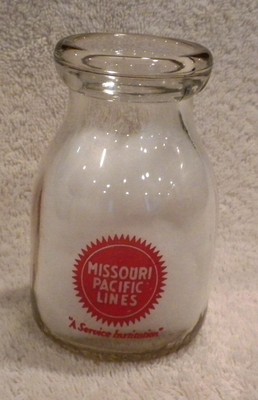 MISSOURI
PACIFIC
LINES
"A Service Institution"